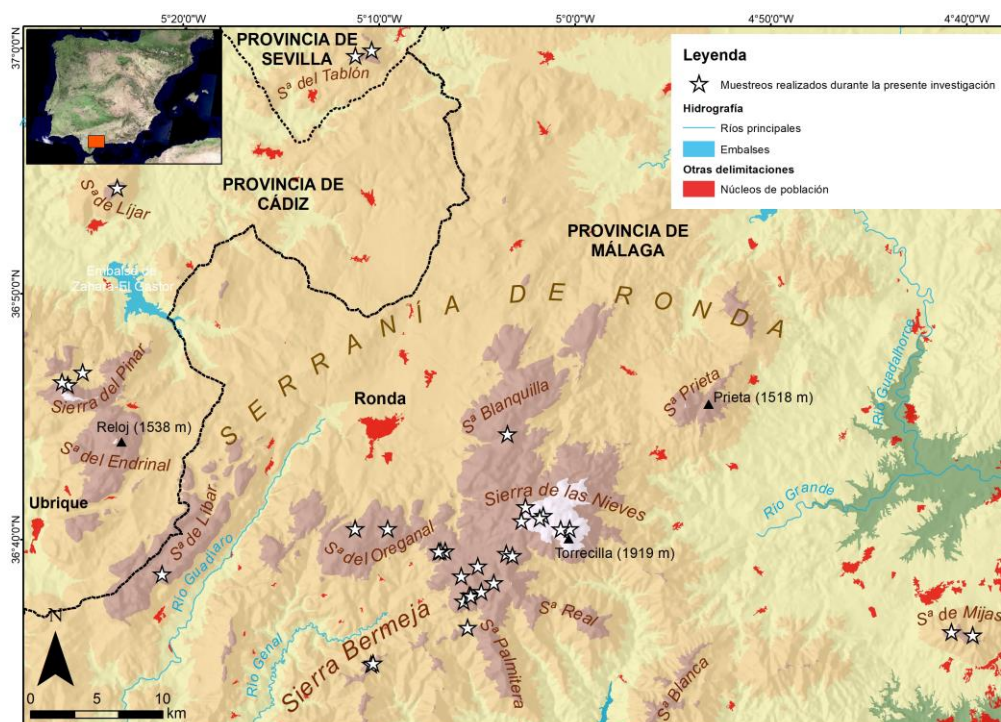 5°20'0"O
5°10'0"O
5°0'0"O
4°50'0"O
4°40'0"O
37°0'0"N
36°50'0"N
36°40'0"N
PROVINCIA DE
SEVILLA
Sª del Tablón
Leyenda
Muestreos realizados durante la presente investigación
Hidrografía
Ríos principales
Embalses
Otras delimitaciones
Núcleos de población
Sª de Líjar
PROVINCIA DE
CÁDIZ
PROVINCIA DE
MÁLAGA
Embalse de
Zahara-El Gastor
SERRANÍA DE RONDA
Río Guadalhorce
Sierra del Pinar
Reloj (1538 m)
Sª del Endrinal
Ubrique
Ronda
Sª Blanquilla
Sª Prieta
Prieta (1518 m)
Sª de Líbar
Río Guadiaro
Sª del Oreganal
Sierra de las Nieves
Torrecilla (1919 m)
Río Grande
Río Genal
Sierra Bermeja
Sª Palmitera
Sª Real
Sª Blanca
Sª de Mijas
N
0 5 10
km